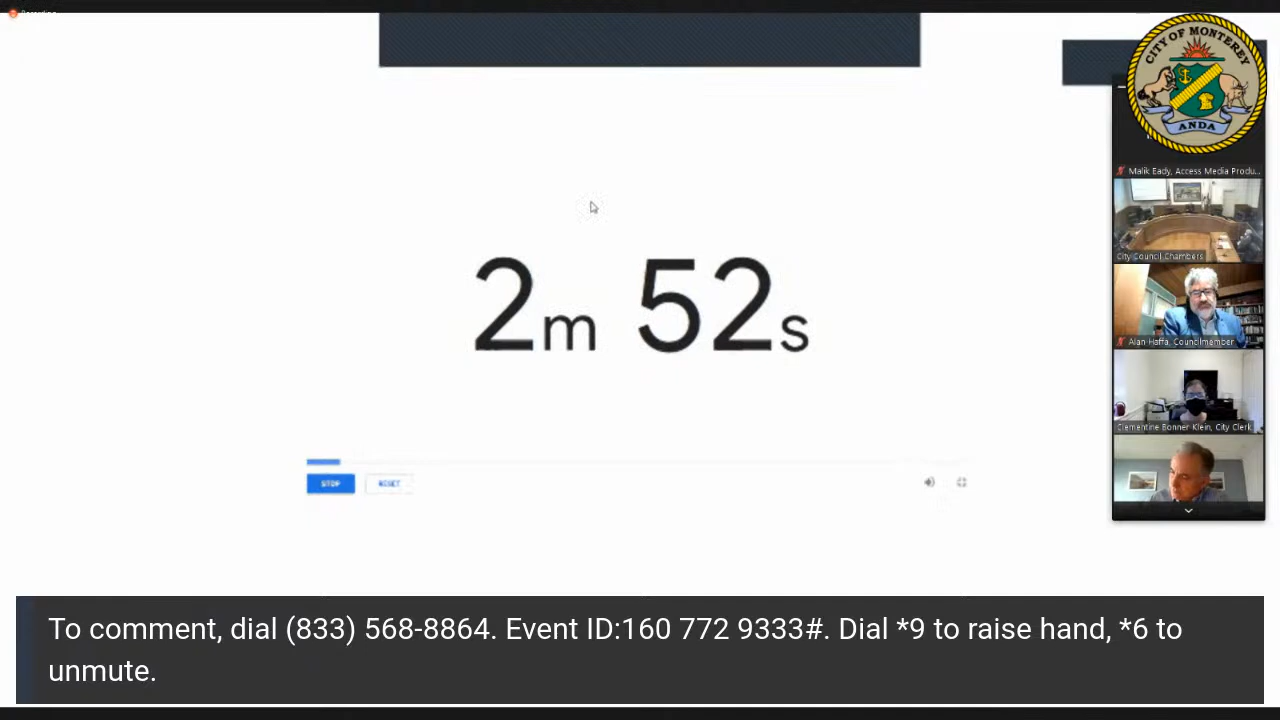 Recording
CITY OF MONTEREY
ANDA
Malik Eady, Access Media Produ...
City Council Chambers
Alan Haffa, Councilmember
Clementine Bonner Klein, City Clerk
2m 52s
STOP
RESET
To comment, dial (833) 568-8864. Event ID:160 772 9333#. Dial *9 to raise hand, *6 to
unmute.